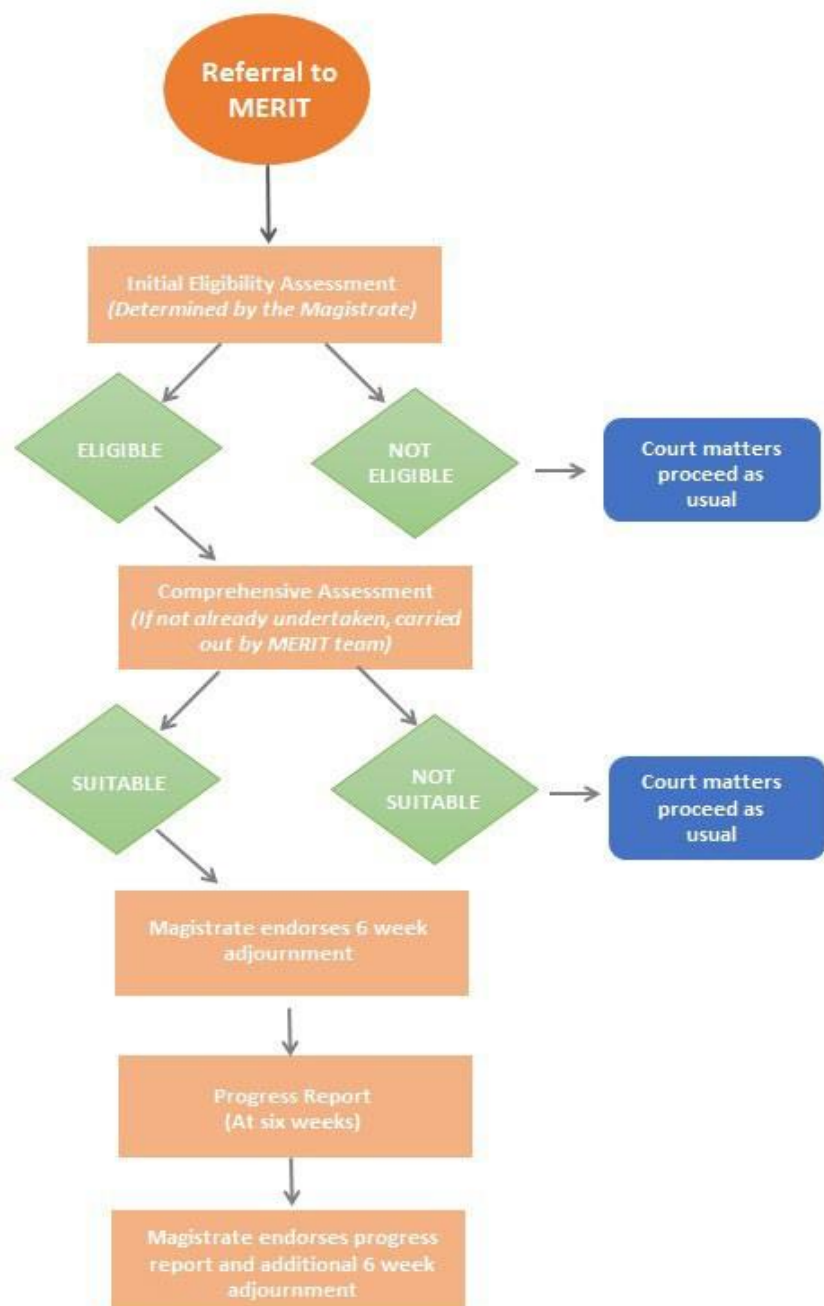 Referral to
MERIT
Initial Eligibility Assessment
(Determined by the Magistrate)
ELIGIBLE
NOT
ELIGIBLE
Court matters
proceed as
usual
Comprehensive Assessment
(If not already undertaken, carried
out by MERIT team)
SUITABLE
NOT
SUITABLE
Court matters
proceed as
usual
Magistrate endorses 6 week
adjournment
Progress Report
(At six weeks)
Magistrate endorses progress
report and additional 6 week
adjournment